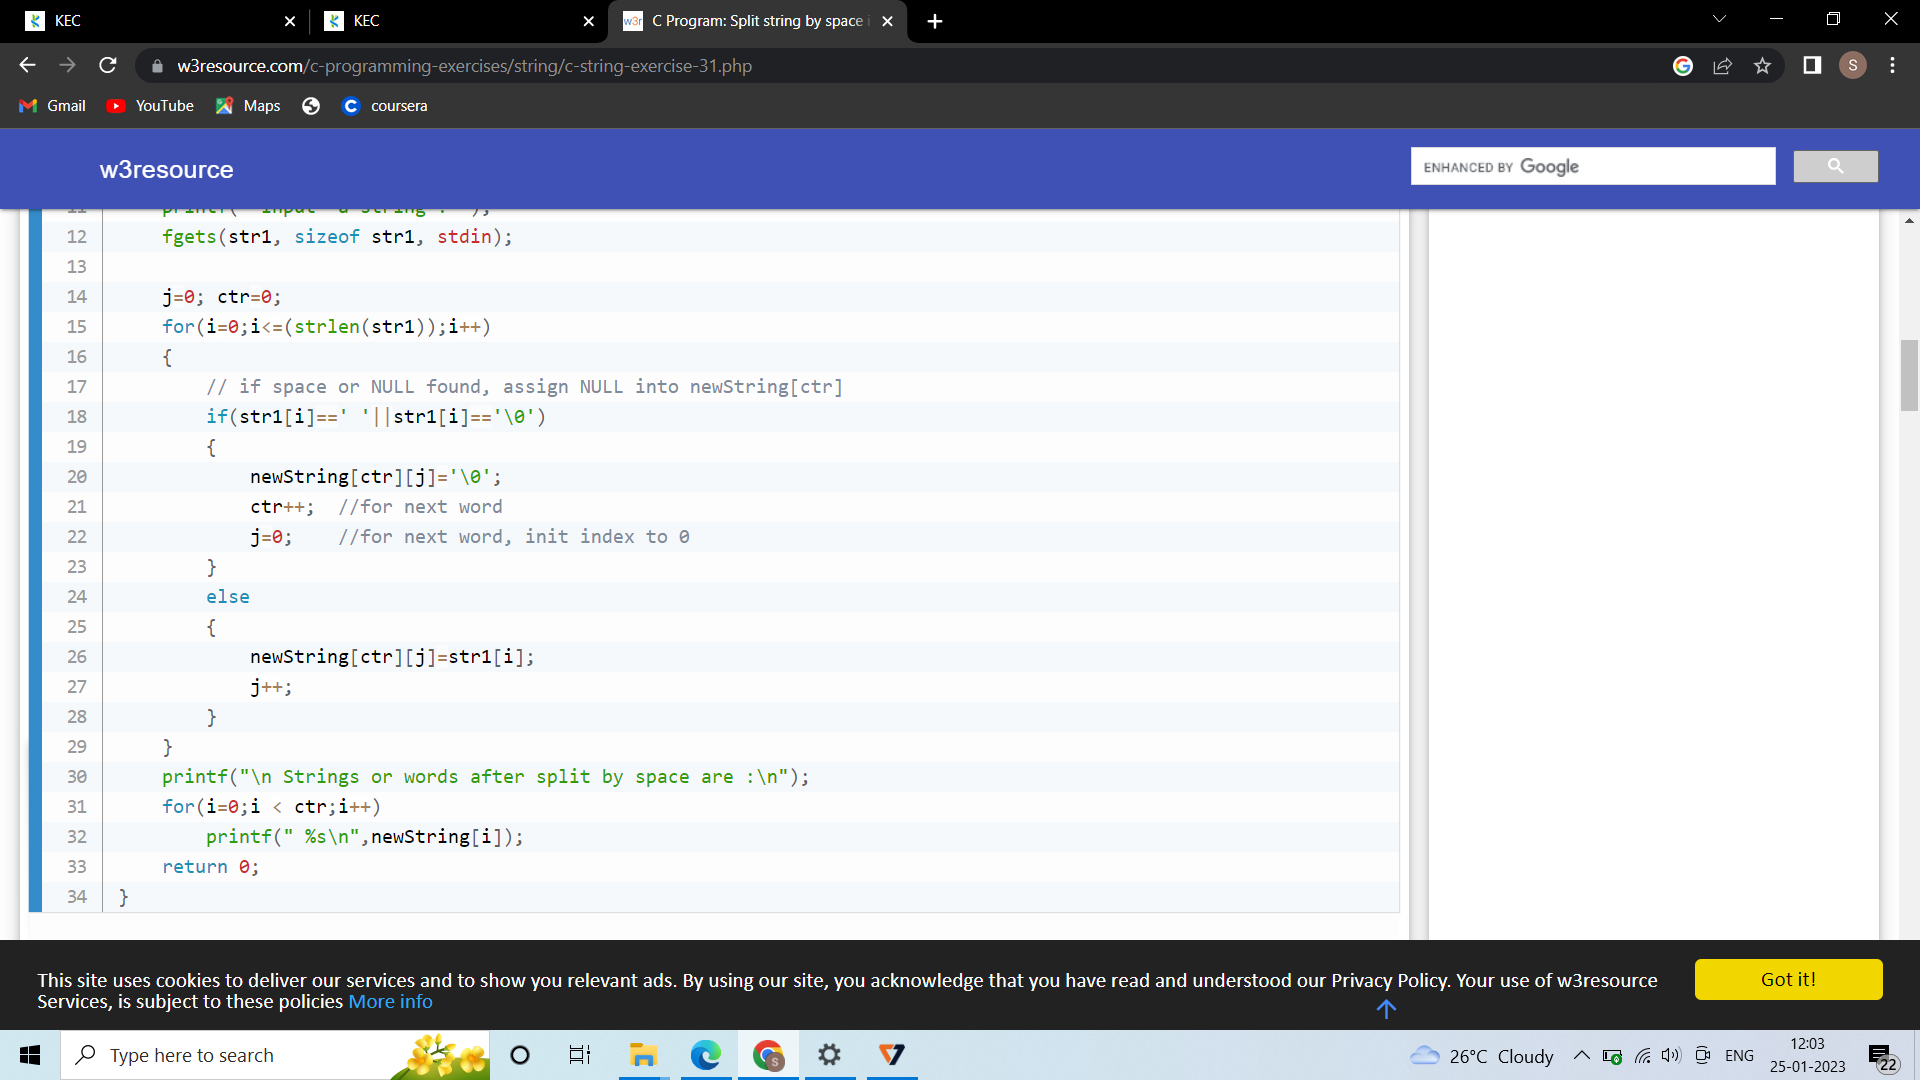 KEC
KEC
w3r C Program: Split string by space i
w3resource.com/c-programming-exercises/string/c-string-exercise-31.php
S
Gmail YouTube Maps coursera
w3resource
ENHANCED BY Google
11 printf(" Input a string : ");
12 fgets(str1, sizeof str1, stdin);
13
14 j=0; ctr=0;
15 for(i=0;i<=(strlen(str1));i++)
16 {
17 // if space or NULL found, assign NULL into newString[ctr]
18 if(str1[i]==' '||str1[i]=='\0')
19 {
20 newString[ctr][j]='\0';
21 ctr++; //for next word
22 j=0; //for next word, init index to 0
23 }
24 else
25 {
26 newString[ctr][j]=str1[i];
27 j++;
28 }
29 }
30 printf("\n Strings or words after split by space are :\n");
31 for(i=0;i < ctr;i++)
32 printf(" %s\n",newString[i]);
33 return 0;
34 }
This site uses cookies to deliver our services and to show you relevant ads. By using our site, you acknowledge that you have read and understood our Privacy Policy. Your use of w3resource
Services, is subject to these policies More info
Got it!
Type here to search
26°C Cloudy
ENG
12:03
25-01-2023
22